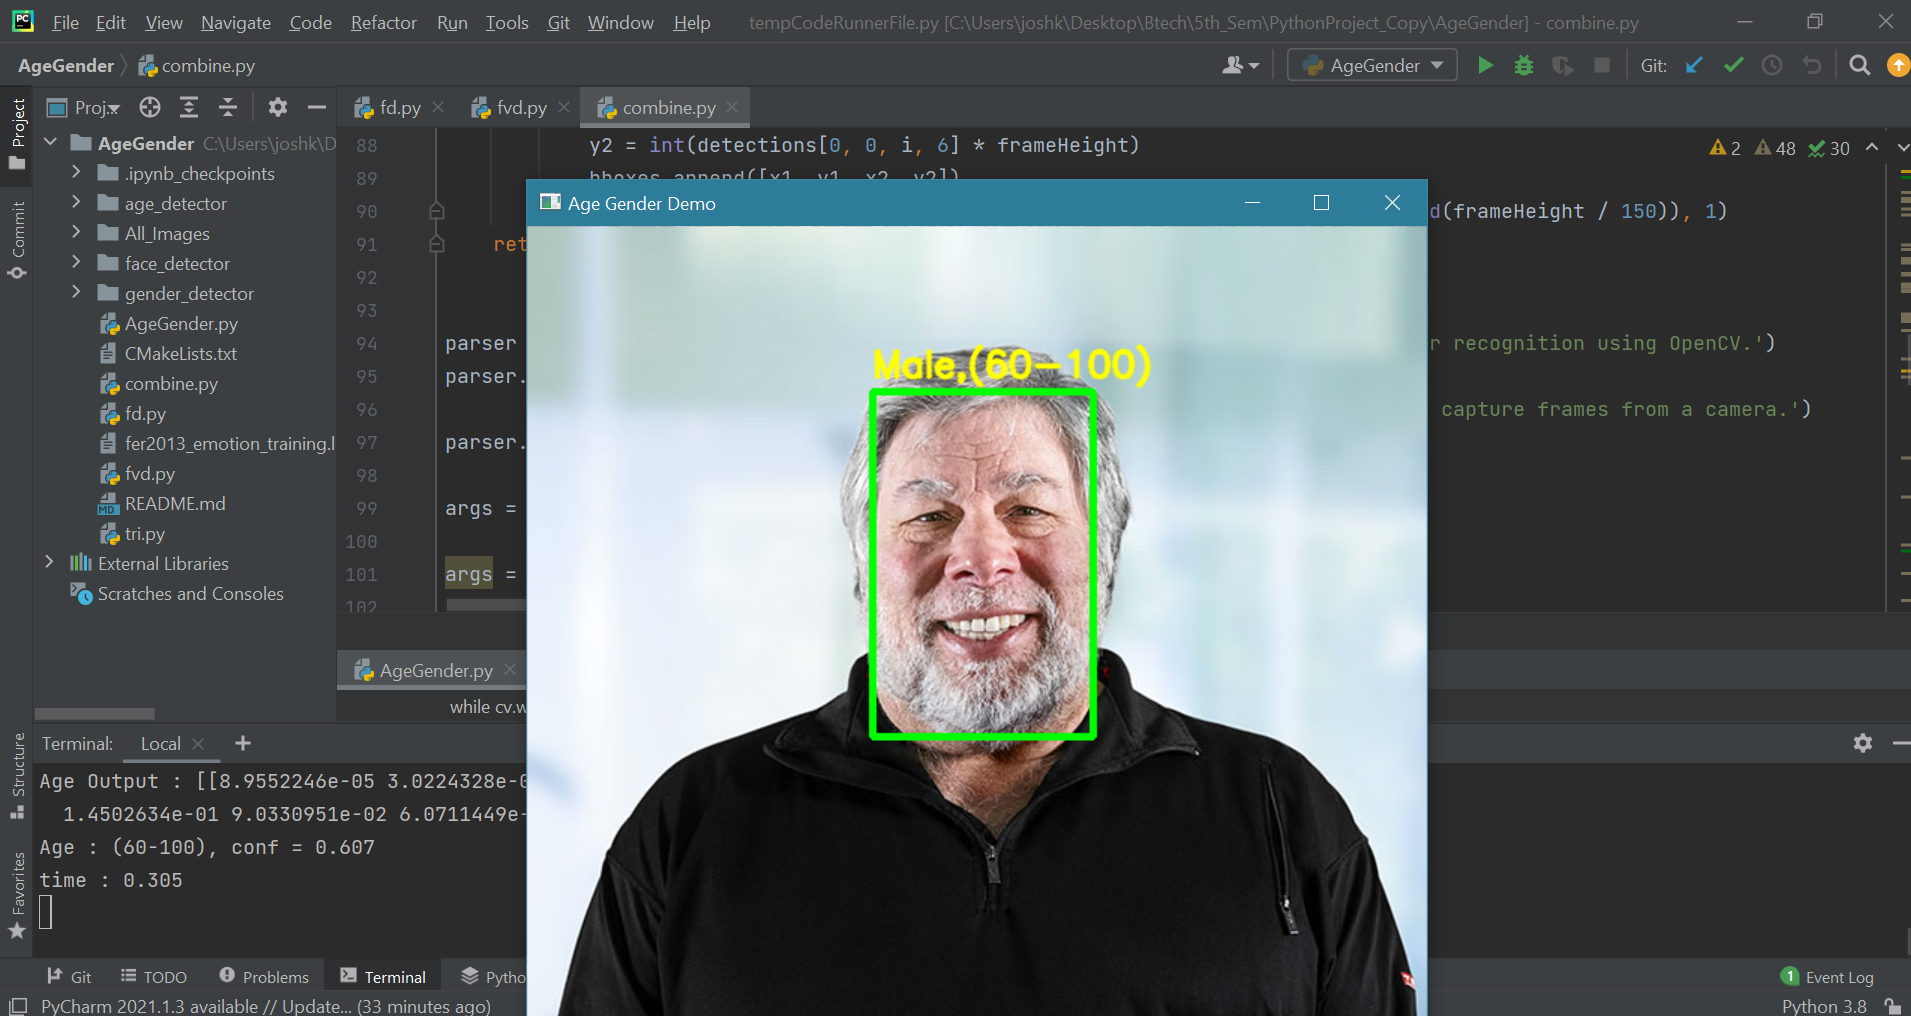 PC File Edit View Navigate Code Refactor Run Tools Git Window Help tempCodeRunnerFile.py [C:\Users\joshk\Desktop\Btech\5th_Sem\PythonProject_Copy\AgeGender] - combine.py
AgeGender combine.py AgeGender Git:
Project
Proj..
fd.py fvd.py combine.py
AgeGender C:\Users\joshk\D
.ipynb_checkpoints
age_detector
All_Images
face_detector
gender_detector
AgeGender.py
CMakeLists.txt
combine.py
fd.py
fer2013_emotion_training.l
fvd.py
MD README.md
tri.py
External Libraries
Scratches and Consoles
Commit
Structure
Favorites
88 y2 = int(detections[0, 0, i, 6] * frameHeight)
2 48 30
89 bboxes.append([x1, y1, x2, y2])
90 d(frameHeight / 150)), 1)
91 ret
92
93
94 parser r recognition using OpenCV.')
95 parser.
96 capture frames from a camera.')
97 parser.
98
99 args =
100
101 args =
102
Age Gender Demo
Male,(60-100)
AgeGender.py
while cv.w
Terminal: Local
Age Output : [[8.9552246e-05 3.0224328e-0
1.4502634e-01 9.0330951e-02 6.0711449e-
Age : (60-100), conf = 0.607
time : 0.305
Git TODO Problems Terminal Pytho
1 Event Log
PyCharm 2021.1.3 available // Update... (33 minutes ago)
Python 3.8